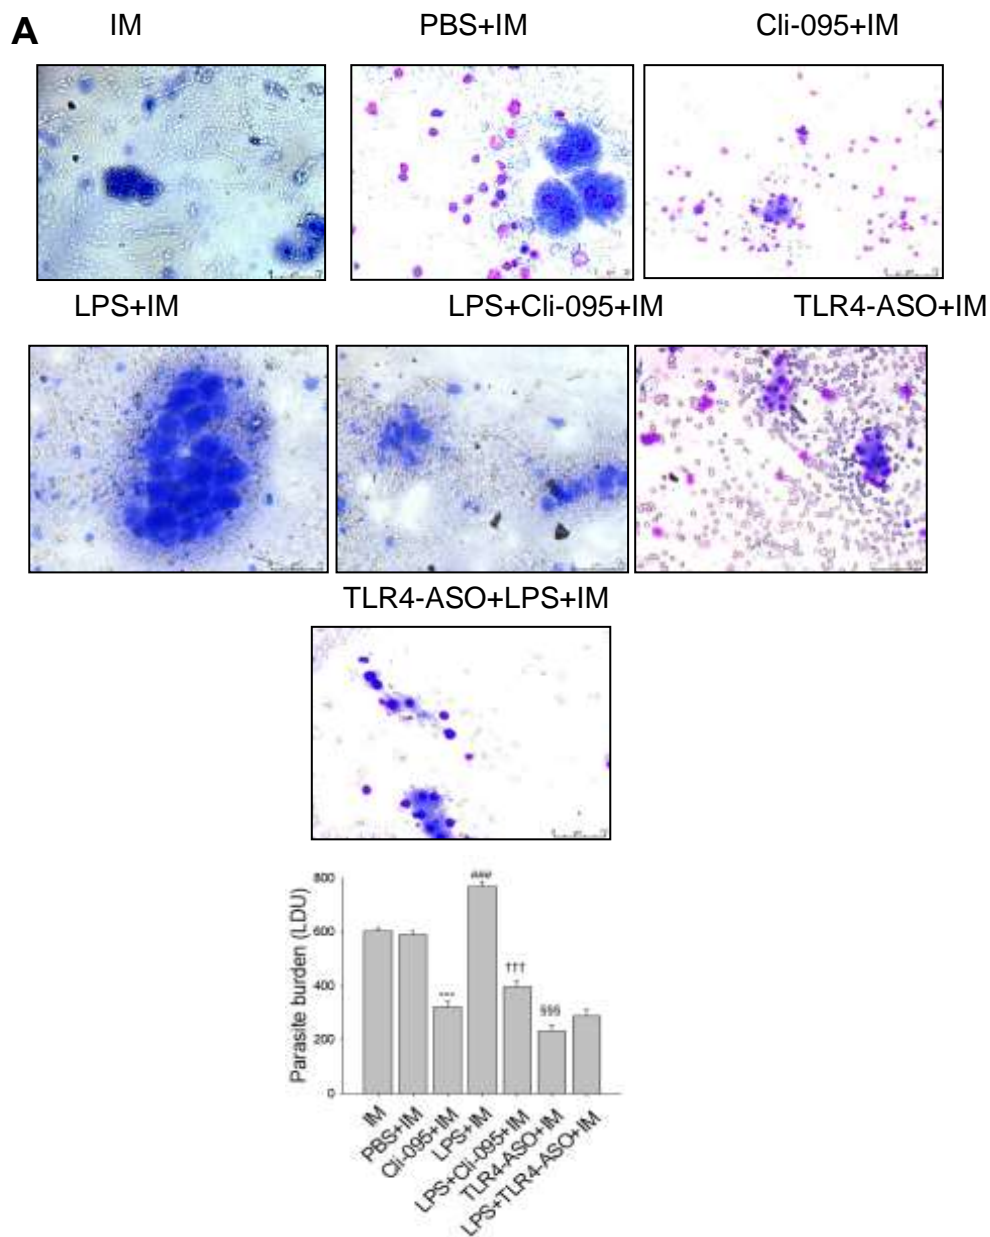 A
IM PBS+IM Cli-095+IM
LPS+IM LPS+Cli-095+IM TLR4-ASO+IM
TLR4-ASO+LPS+IM
Parasite burden (LDU)
800
600
400
200
0
***
###
†††
§§§
IM
PBS+IM
Cli-095+IM
LPS+IM
LPS+Cli-095+IM
TLR4-ASO+IM
LPS+TLR4-ASO+IM